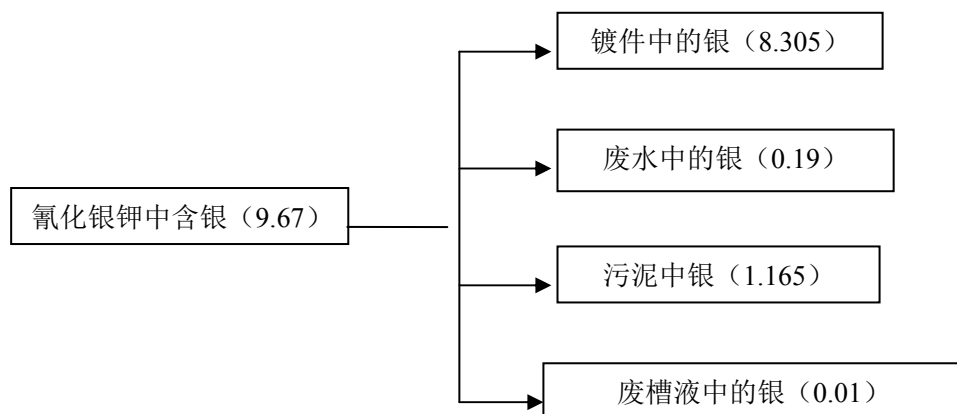 镀件中的银（8.305）
废水中的银（0.19）
氰化银钾中含银（9.67）
污泥中银（1.165）
废槽液中的银（0.01）